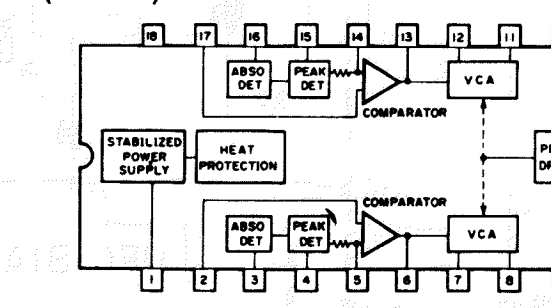 18 17 16 15 14 13 12 11
ABSO
DET
PEAK
DET
VCA
COMPARATOR
STABILIZED
POWER
SUPPLY
HEAT
PROTECTION
COMPARATOR
ABSO
DET
PEAK
DET
VCA
1 2 3 4 5 6 7 8